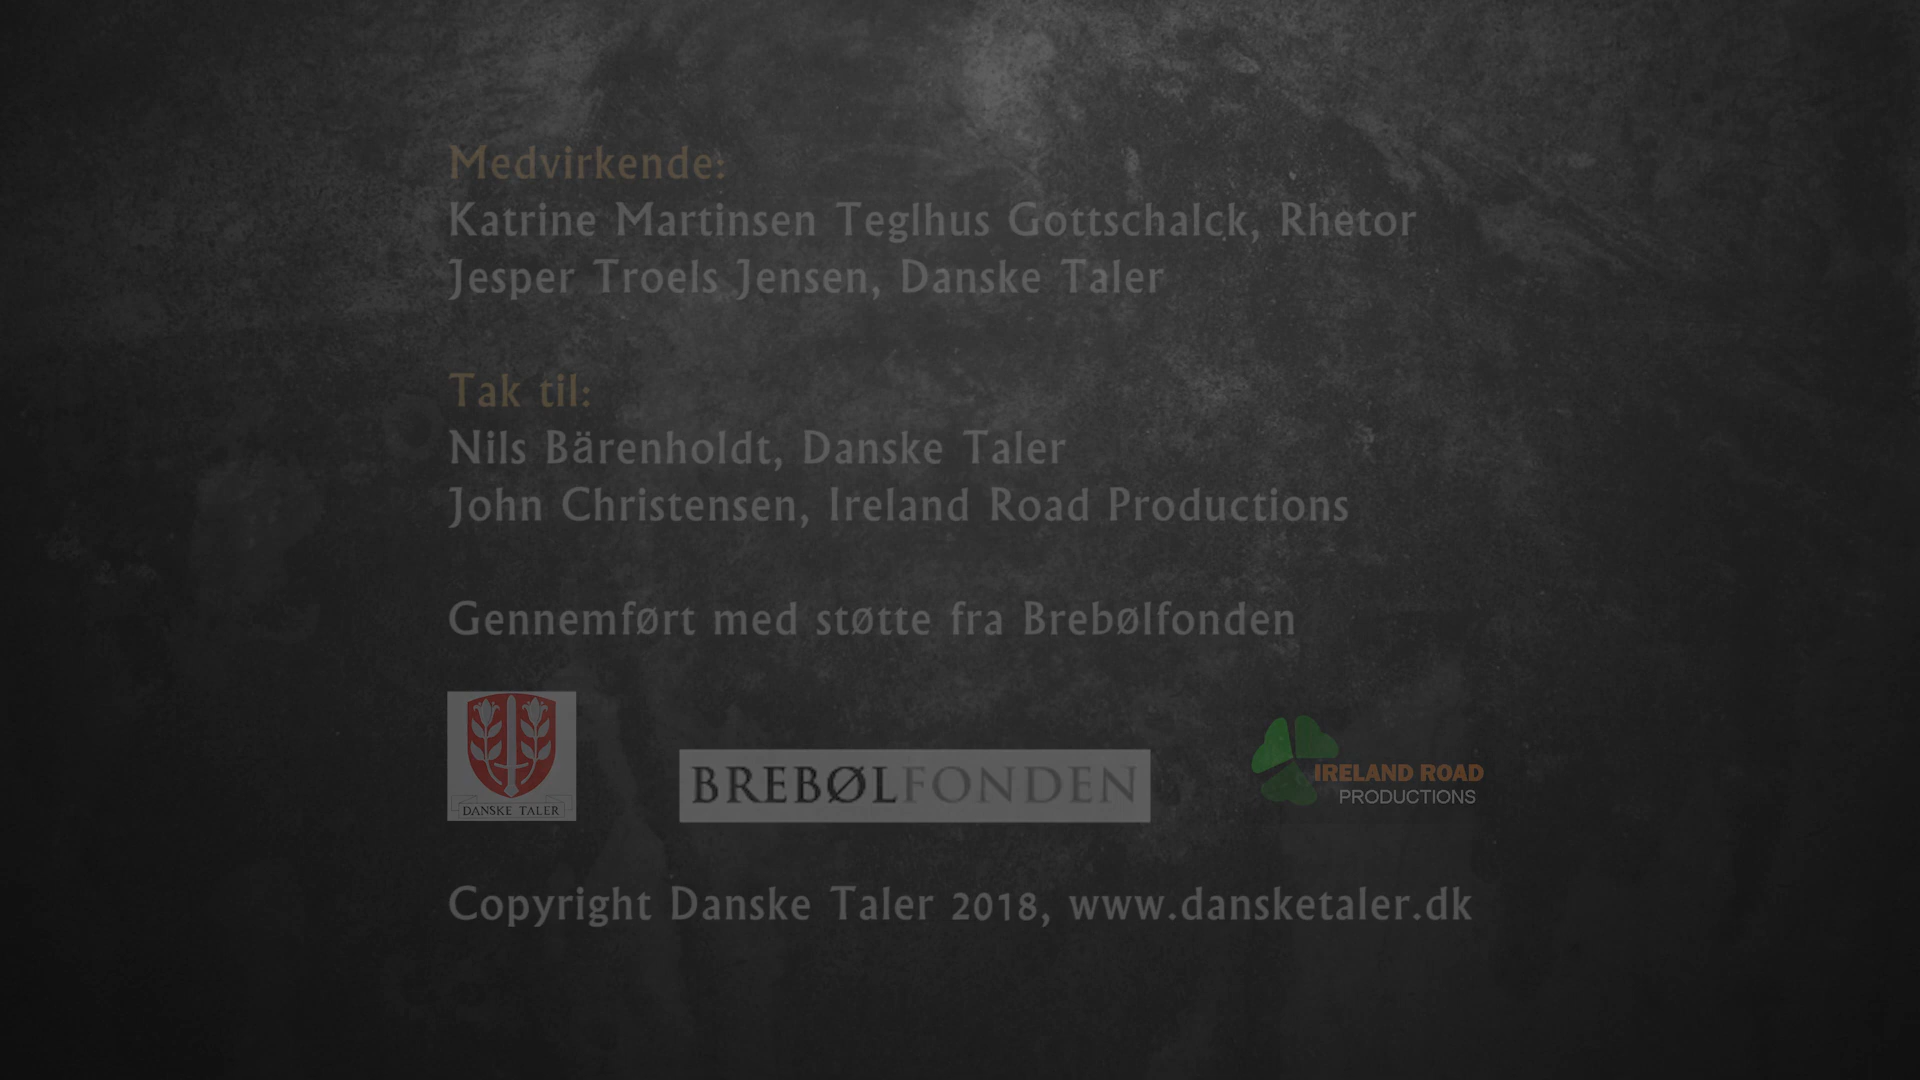 Medvirkende:
Katrine Martinsen Teglhus Gottschalck, Rhetor
Jesper Troels Jensen, Danske Taler
Tak til:
Nils Bärenholdt, Danske Taler
John Christensen, Ireland Road Productions
Gennemført med støtte fra Brebølfonden
DANSKE TALER
BREBØLFONDEN
IRELAND ROAD
PRODUCTIONS
Copyright Danske Taler 2018, www.dansketaler.dk